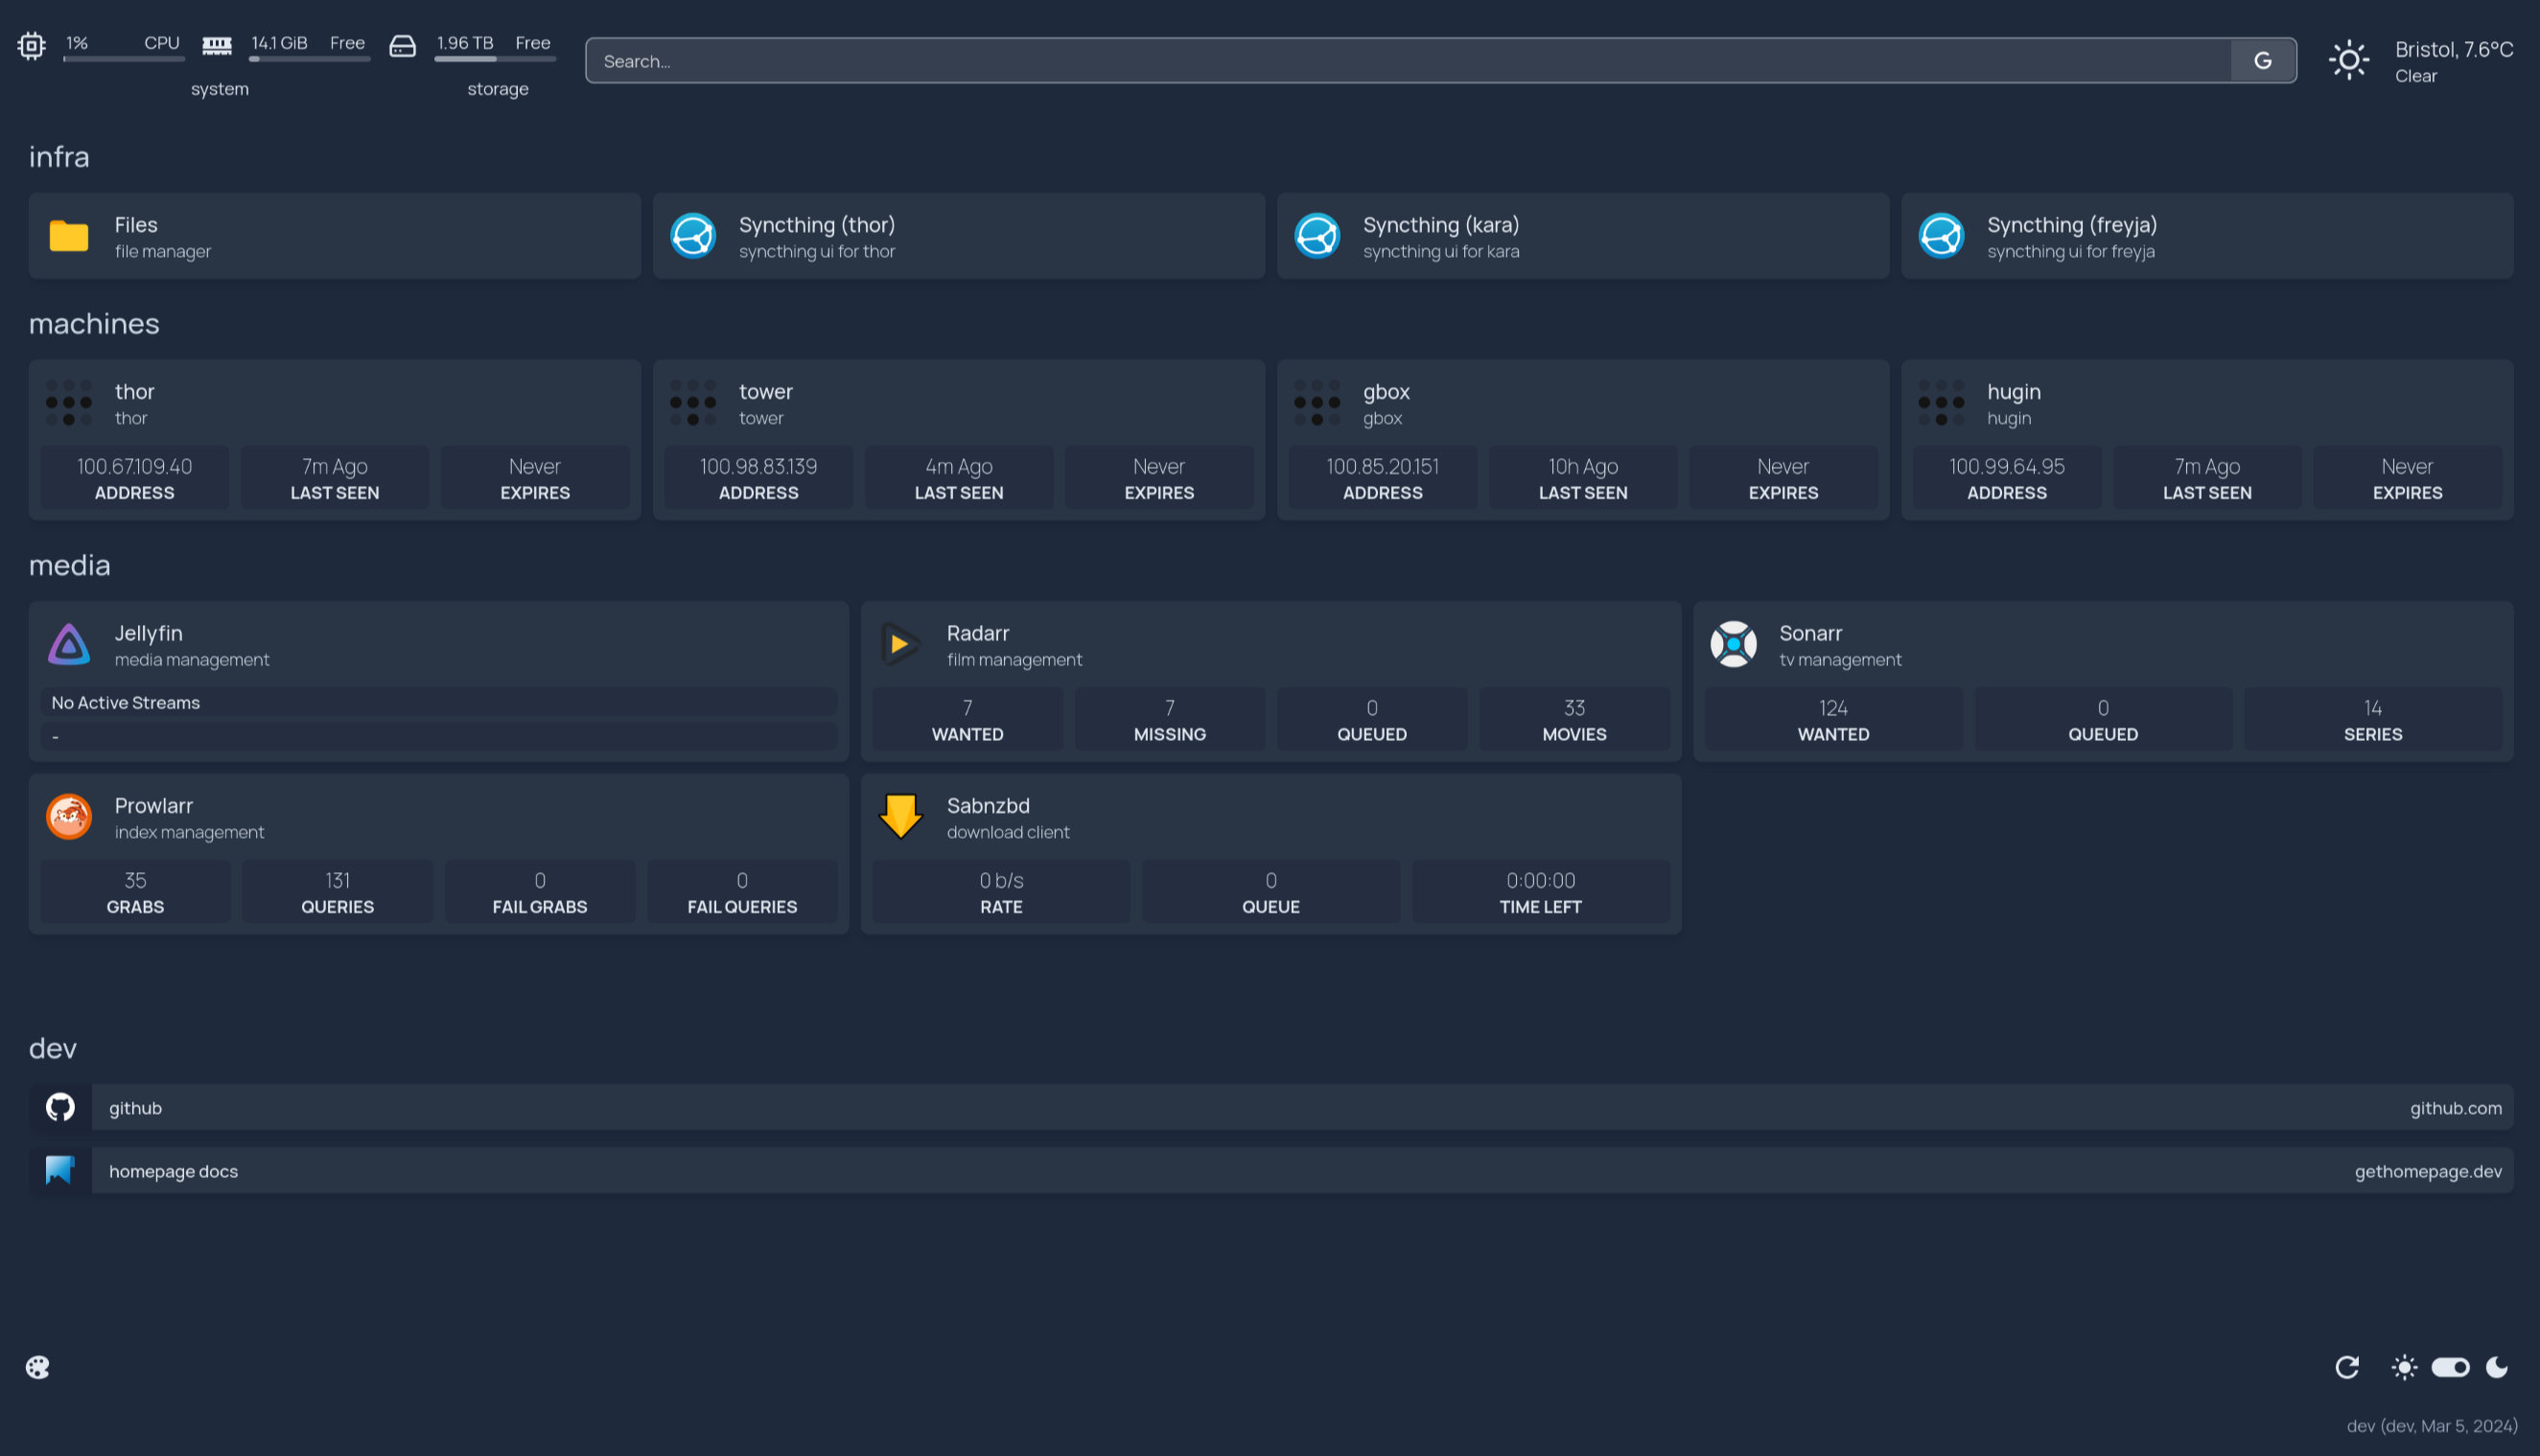 1% CPU 14.1 GiB Free 1.96 TB Free
system storage
Search... G
Bristol, 7.6°C
Clear
infra
Files
file manager
Syncthing (thor)
syncthing ui for thor
Syncthing (kara)
syncthing ui for kara
Syncthing (freyja)
syncthing ui for freyja
machines
thor
thor
100.67.109.40 7m Ago Never
ADDRESS LAST SEEN EXPIRES
tower
tower
100.98.83.139 4m Ago Never
ADDRESS LAST SEEN EXPIRES
gbox
gbox
100.85.20.151 10h Ago Never
ADDRESS LAST SEEN EXPIRES
hugin
hugin
100.99.64.95 7m Ago Never
ADDRESS LAST SEEN EXPIRES
media
Jellyfin
media management
No Active Streams
-
Radarr
film management
7 7 0 33
WANTED MISSING QUEUED MOVIES
Sonarr
tv management
124 0 14
WANTED QUEUED SERIES
Prowlarr
index management
35 131 0 0
GRABS QUERIES FAIL GRABS FAIL QUERIES
Sabnzbd
download client
0 b/s 0 0:00:00
RATE QUEUE TIME LEFT
dev
github github.com
homepage docs gethomepage.dev
dev (dev, Mar 5, 2024)